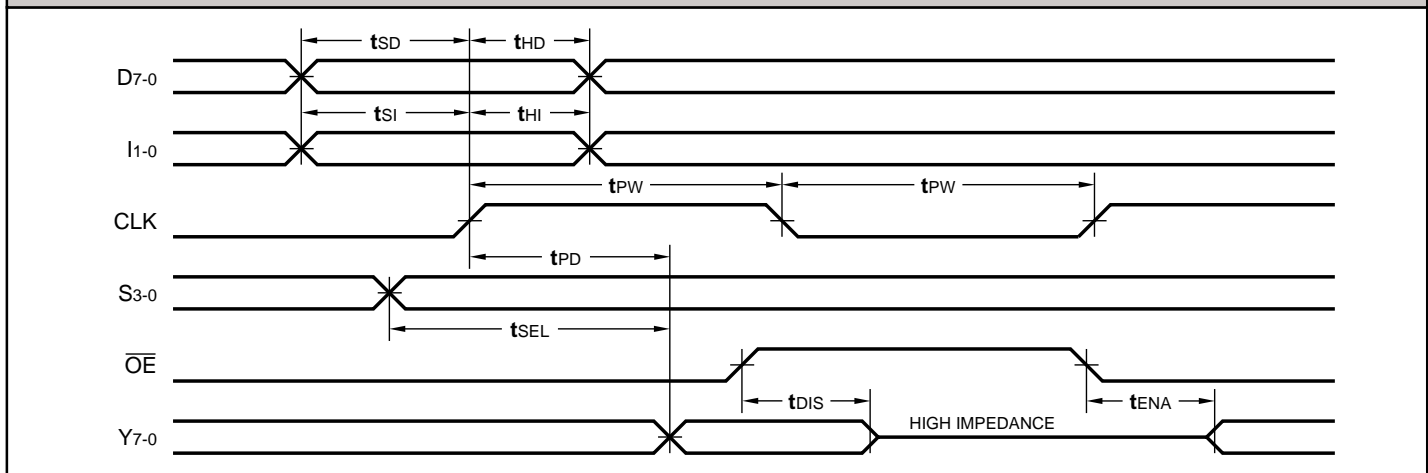 tSD tHD
D7-0
tSI tHI
I1-0
tPW tPW
CLK
tPD
S3-0
tSEL
OE
tDIS tENA
HIGH IMPEDANCE
Y7-0